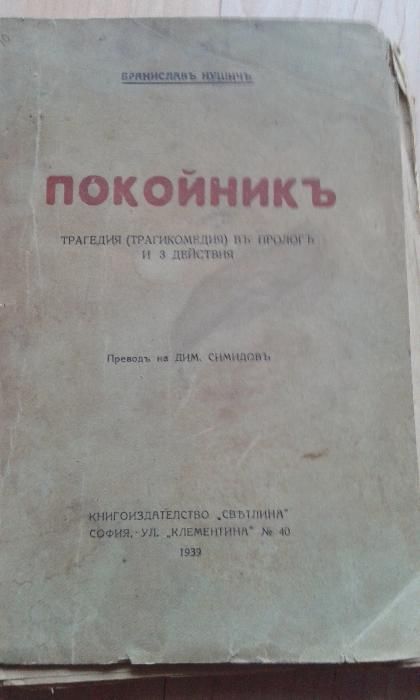 БРАНИСЛАВЪ НУШИЧЪ
ПОКОЙНИКЪ
ТРАГЕДИЯ (ТРАГИКОМЕДИЯ) ВЪ ПРОЛОГЪ
И 3 ДЕЙСТВИЯ
Преводъ на ДИМ. СИМИДОВЪ
КНИГОИЗДАТЕЛСТВО „СВѢТЛИНА"
СОФИЯ, УЛ. „КЛЕМЕНТИНА" № 40
1939